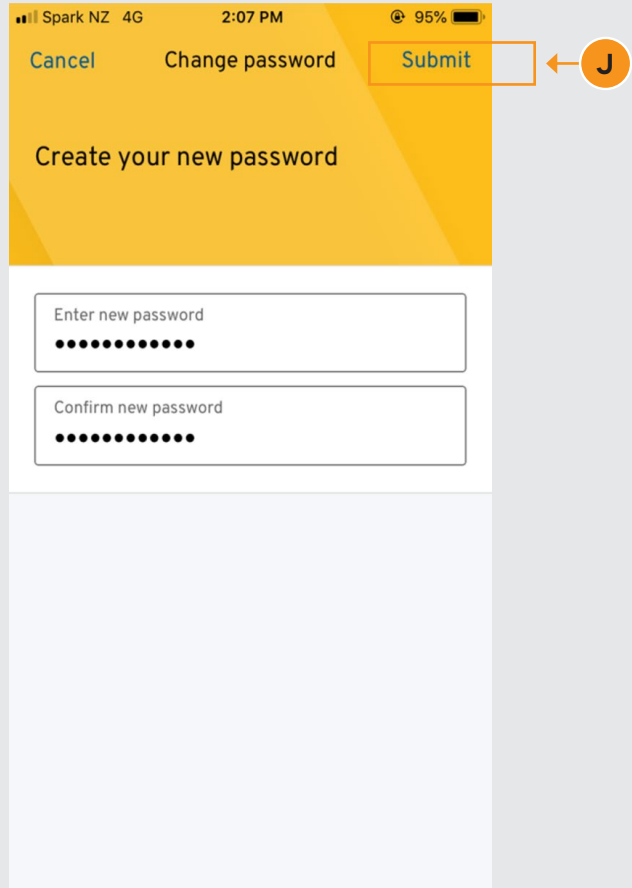 Spark NZ 4G 2:07 PM 95%
Cancel Change password Submit
J
Create your new password
Enter new password
••••••••••••
Confirm new password
••••••••••••